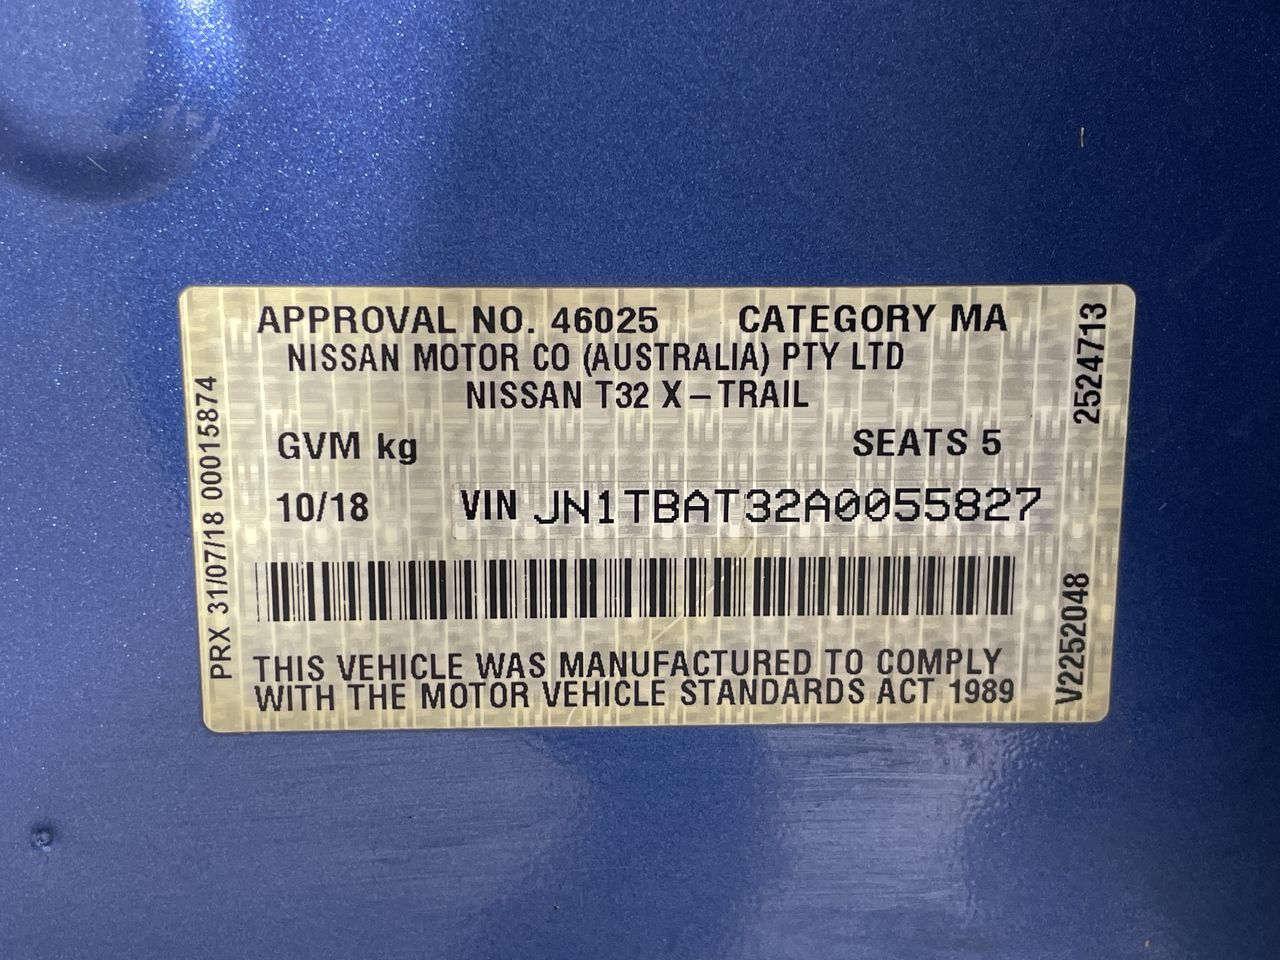 APPROVAL NO. 46025 CATEGORY MA
NISSAN MOTOR CO (AUSTRALIA) PTY LTD
NISSAN T32 X-TRAIL
GVM kg SEATS 5
10/18 VIN JN1TBAT32A0055827
THIS VEHICLE WAS MANUFACTURED TO COMPLY
WITH THE MOTOR VEHICLE STANDARDS ACT 1989
PRX 31/07/18 00015874
2524713
V2252048